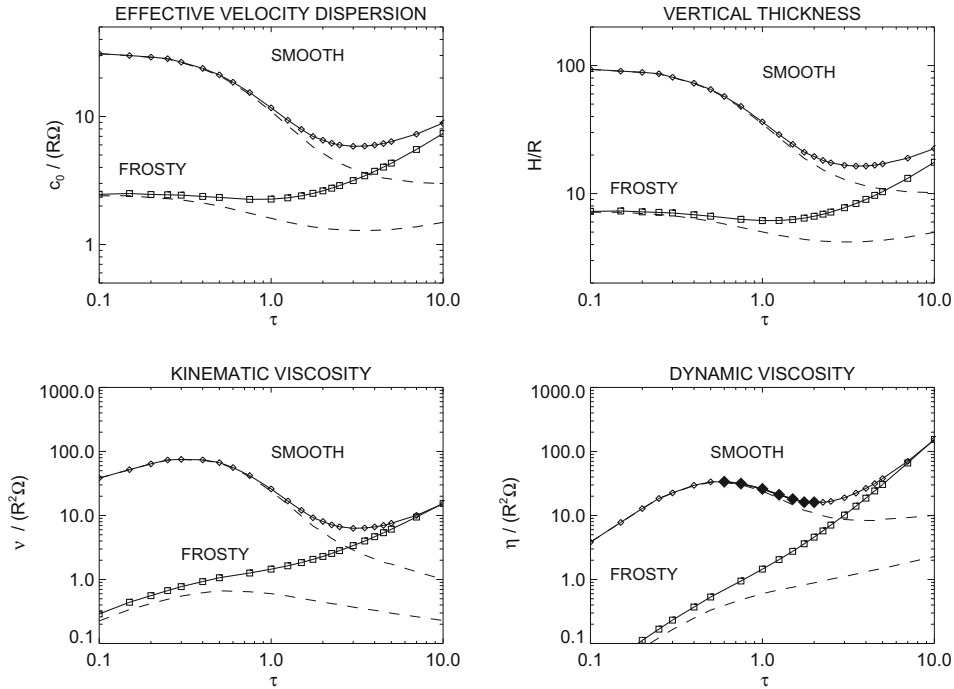 EFFECTIVE VELOCITY DISPERSION
c₀ / (RΩ)
10
1
SMOOTH
FROSTY
0.1 1.0 10.0
τ
VERTICAL THICKNESS
H/R
100
10
SMOOTH
FROSTY
0.1 1.0 10.0
τ
KINEMATIC VISCOSITY
ν / (R²Ω)
1000.0
100.0
10.0
1.0
0.1
SMOOTH
FROSTY
0.1 1.0 10.0
τ
DYNAMIC VISCOSITY
η / (R²Ω)
1000.0
100.0
10.0
1.0
0.1
SMOOTH
FROSTY
0.1 1.0 10.0
τ